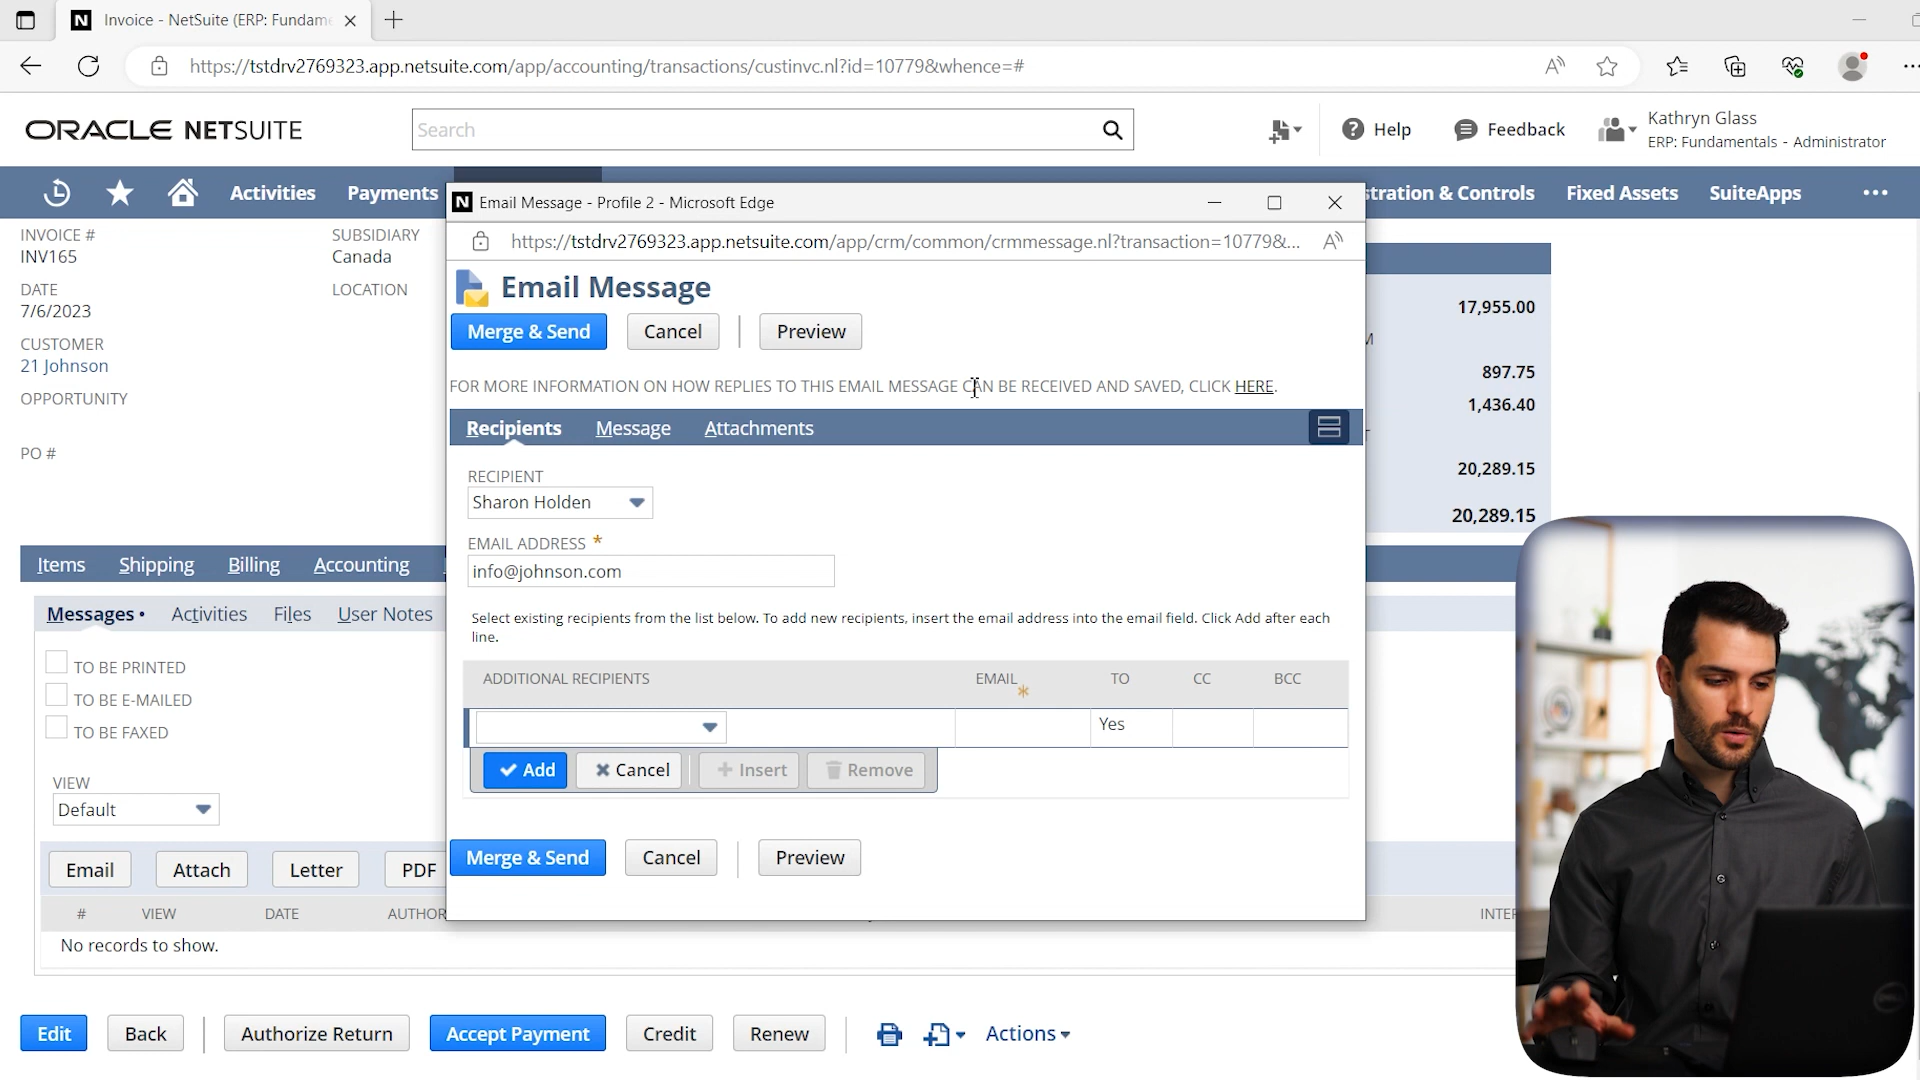 Invoice - NetSuite (ERP: Fundam
https://tstdrv2769323.app.netsuite.com/app/accounting/transactions/custinvc.nl?id=10779&whence=#
ORACLE NETSUITE
Search
Help
Feedback
Kathryn Glass
ERP: Fundamentals - Administrator
Activities
Payments
stration & Controls
Fixed Assets
SuiteApps
INVOICE #
INV165
DATE
7/6/2023
CUSTOMER
21 Johnson
OPPORTUNITY
PO #
SUBSIDIARY
Canada
LOCATION
17,955.00
M
897.75
1,436.40
T
20,289.15
20,289.15
Email Message - Profile 2 - Microsoft Edge
https://tstdrv2769323.app.netsuite.com/app/crm/common/crmmessage.nl?transaction=10779&...
Email Message
Merge & Send
Cancel
Preview
FOR MORE INFORMATION ON HOW REPLIES TO THIS EMAIL MESSAGE CAN BE RECEIVED AND SAVED, CLICK HERE.
Recipients
Message
Attachments
RECIPIENT
Sharon Holden
EMAIL ADDRESS *
info@johnson.com
Select existing recipients from the list below. To add new recipients, insert the email address into the email field. Click Add after each
line.
ADDITIONAL RECIPIENTS
EMAIL *
TO
CC
BCC
Yes
Add
Cancel
Insert
Remove
Merge & Send
Cancel
Preview
Items
Shipping
Billing
Accounting
Messages •
Activities
Files
User Notes
TO BE PRINTED
TO BE E-MAILED
TO BE FAXED
VIEW
Default
Email
Attach
Letter
PDF
#
VIEW
DATE
AUTHOR
INTER
No records to show.
Edit
Back
Authorize Return
Accept Payment
Credit
Renew
Actions